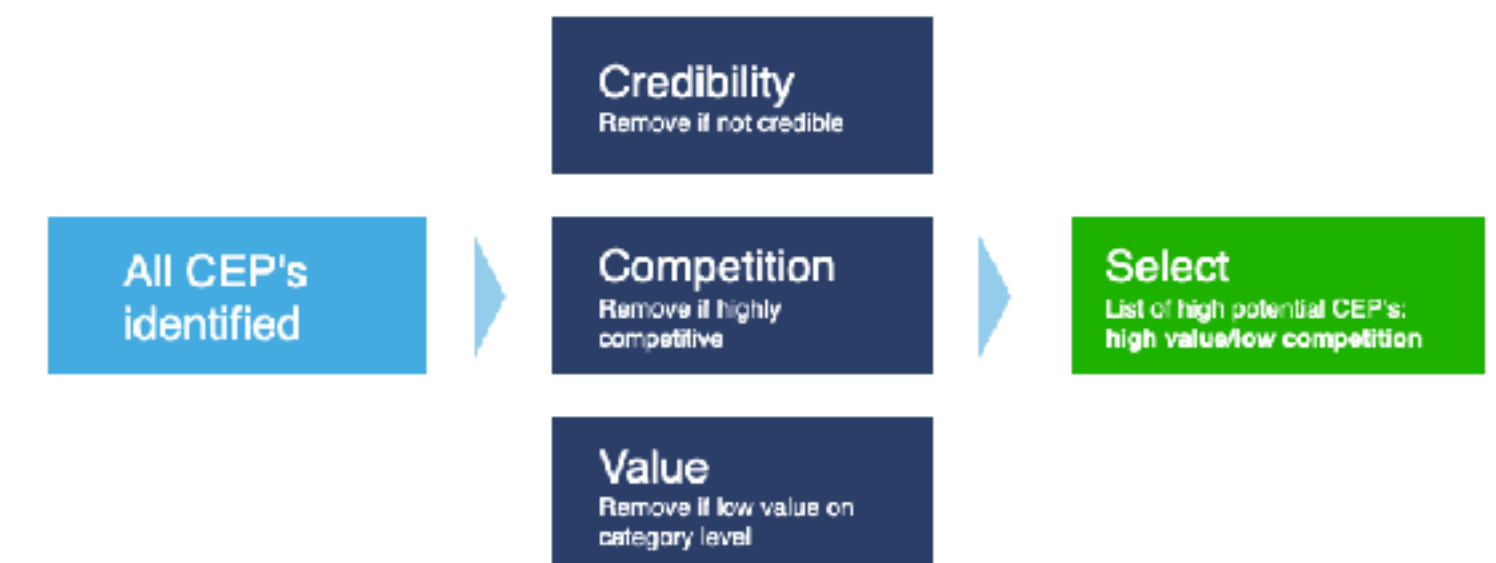 All CEP's
identified
Credibility
Remove if not credible
Competition
Remove if highly
competitive
Value
Remove if low value on
category level
Select
List of high potential CEP's:
high value/low competition